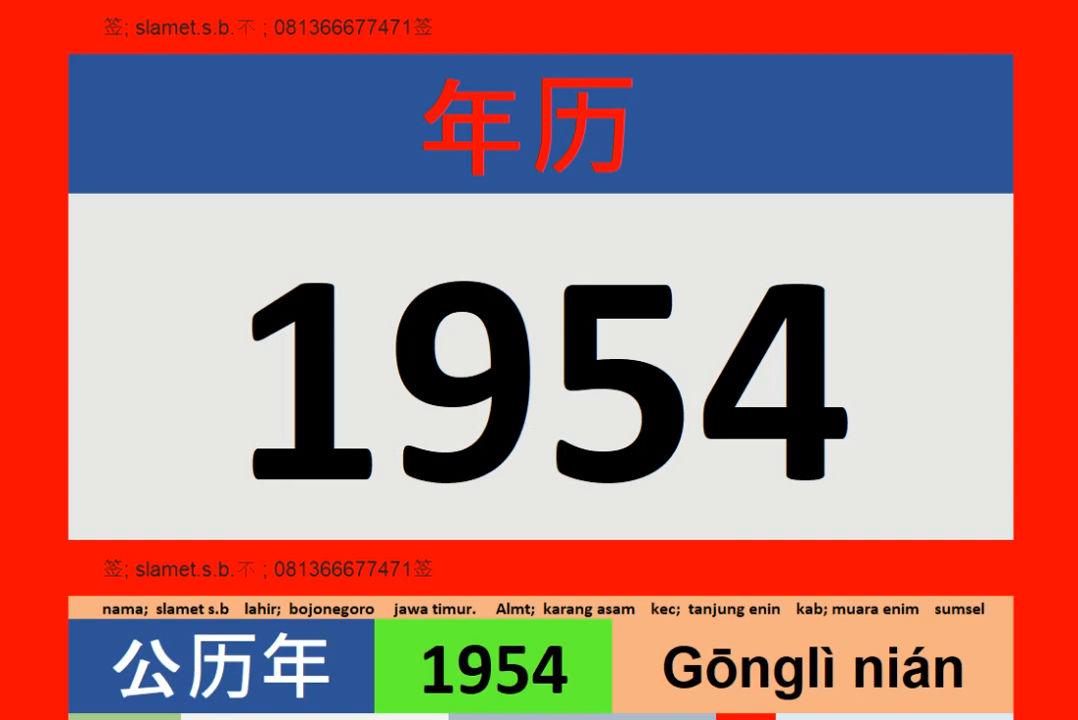 签; slamet.s.b.不 ; 081366677471签
年历
1954
签; slamet.s.b.不 ; 081366677471签
nama; slamet s.b lahir; bojonegoro jawa timur. Almt; karang asam kec; tanjung enin kab; muara enim sumsel
公历年 1954 Gōnglì nián